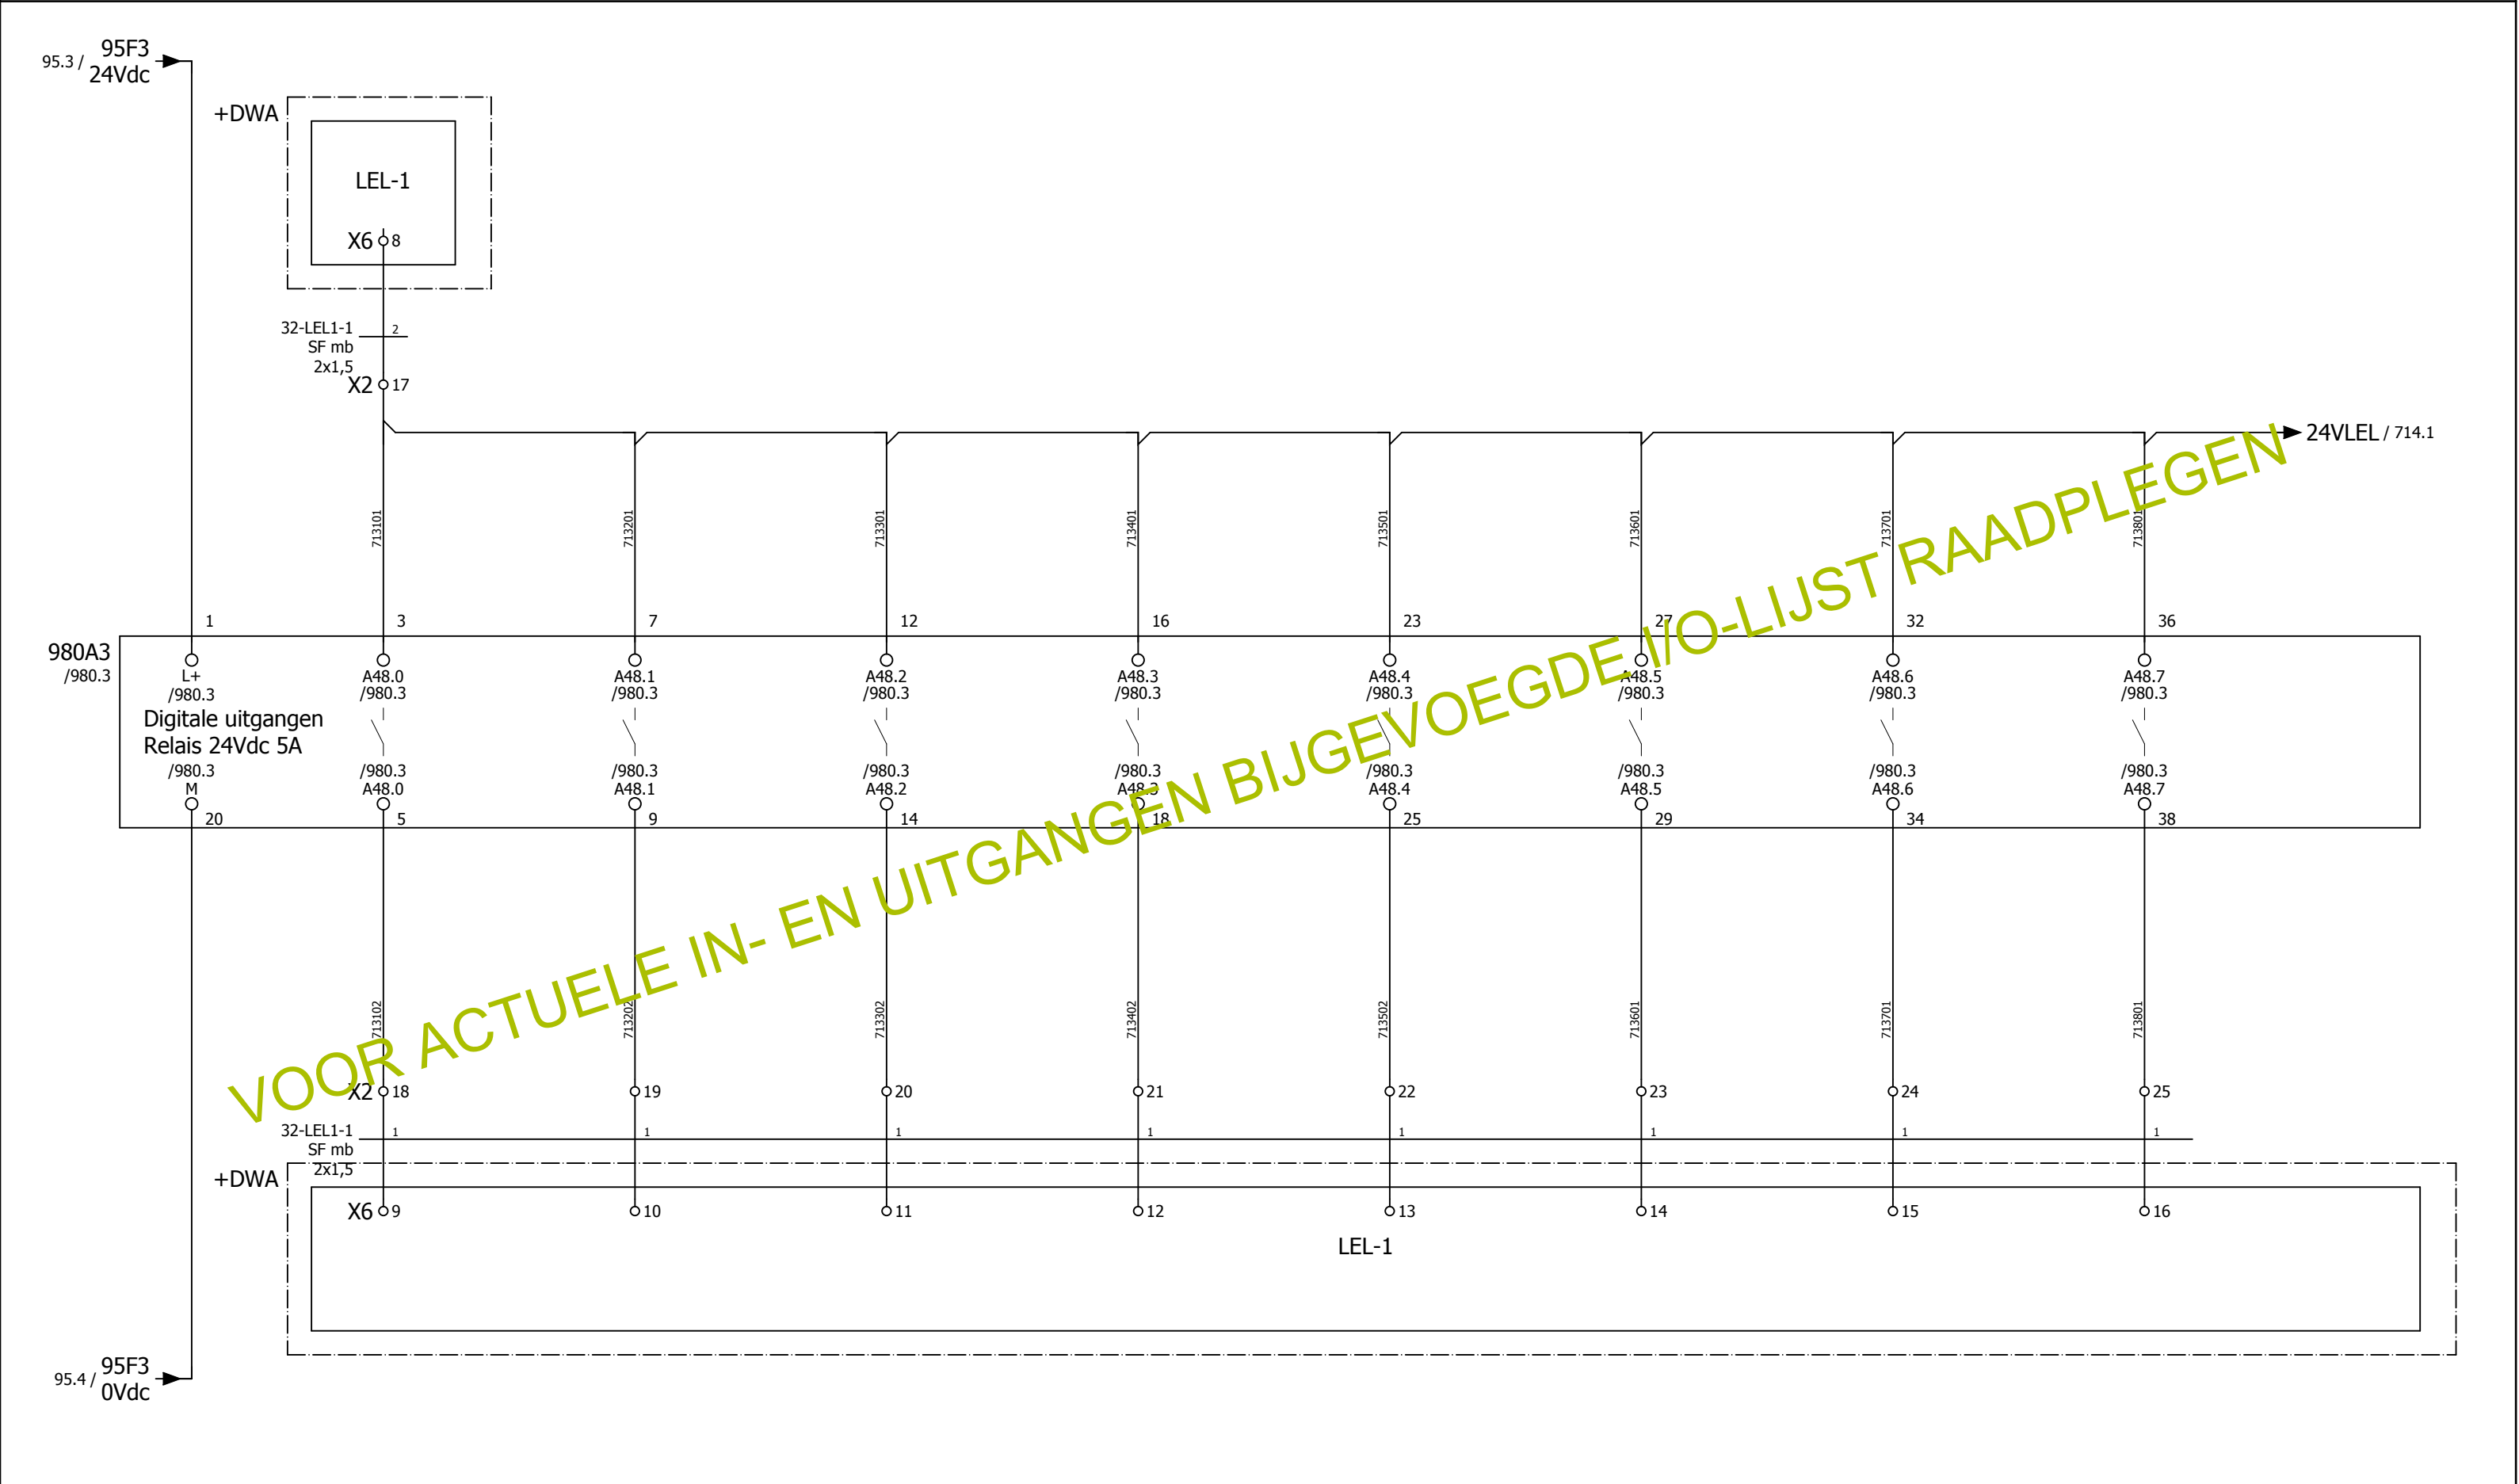 95F3
95.3 /
24Vdc
+DWA
LEL-1
X6 8
32-LEL1-1 2
SF mb
2x1,5
X2 17
24VLEL / 714.1
713101 713201 713301 713401 713501 713601 713701 713801
1 3 7 12 16 23 27 32 36
980A3
/980.3
L+ A48.0 A48.1 A48.2 A48.3 A48.4 A48.5 A48.6 A48.7
/980.3 /980.3 /980.3 /980.3 /980.3 /980.3 /980.3 /980.3 /980.3
Digitale uitgangen
Relais 24Vdc 5A
/980.3 /980.3 /980.3 /980.3 /980.3 /980.3 /980.3 /980.3 /980.3
M A48.0 A48.1 A48.2 A48.3 A48.4 A48.5 A48.6 A48.7
20 5 9 14 18 25 29 34 38
VOOR ACTUELE IN- EN UITGANGEN BIJGEVOEGDE I/O-LIJST RAADPLEGEN
713102 713202 713302 713402 713502 713601 713701 713801
X2 18 19 20 21 22 23 24 25
32-LEL1-1 1 1 1 1 1 1 1 1
SF mb
2x1,5
+DWA
X6 9 10 11 12 13 14 15 16
LEL-1
95F3
95.4 /
0Vdc